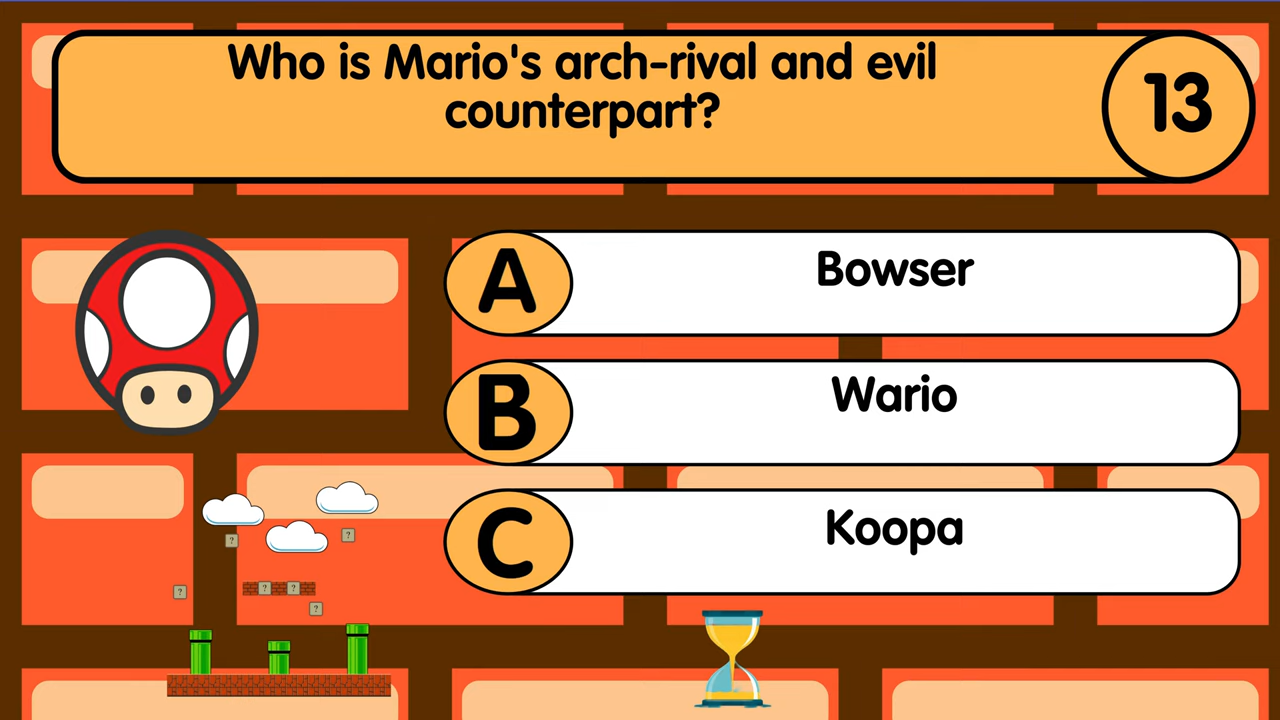 Who is Mario's arch-rival and evil
counterpart?
13
A
Bowser
B
Wario
C
Koopa
?
?
?
?
?
?